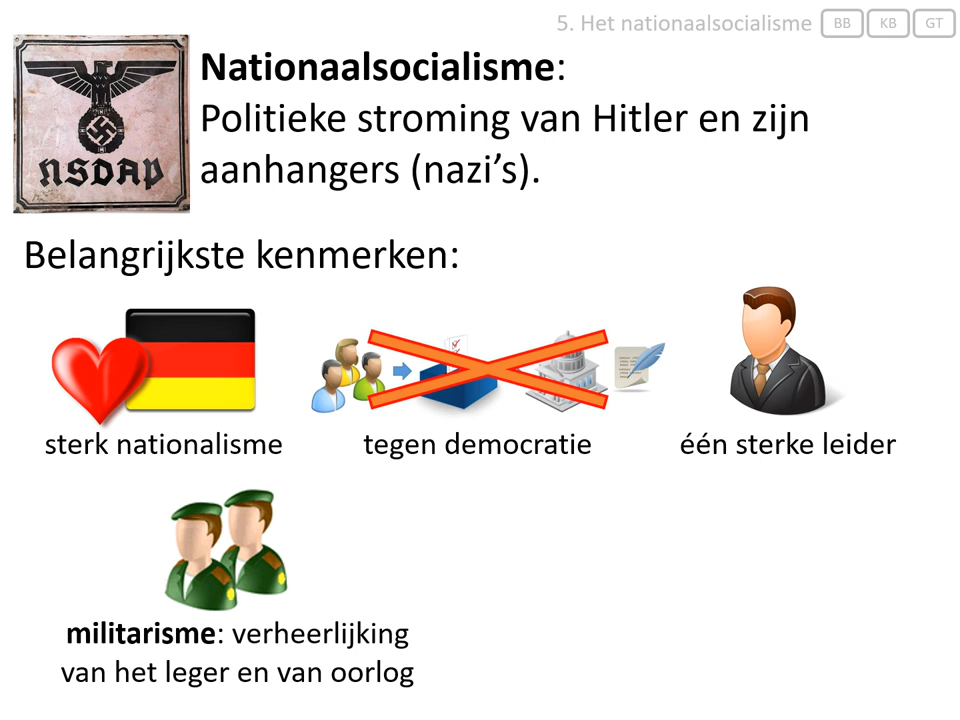 5. Het nationaalsocialisme BB KB GT
NSDAP
Nationaalsocialisme:
Politieke stroming van Hitler en zijn
aanhangers (nazi’s).
Belangrijkste kenmerken:
sterk nationalisme
tegen democratie
één sterke leider
militarisme: verheerlijking
van het leger en van oorlog